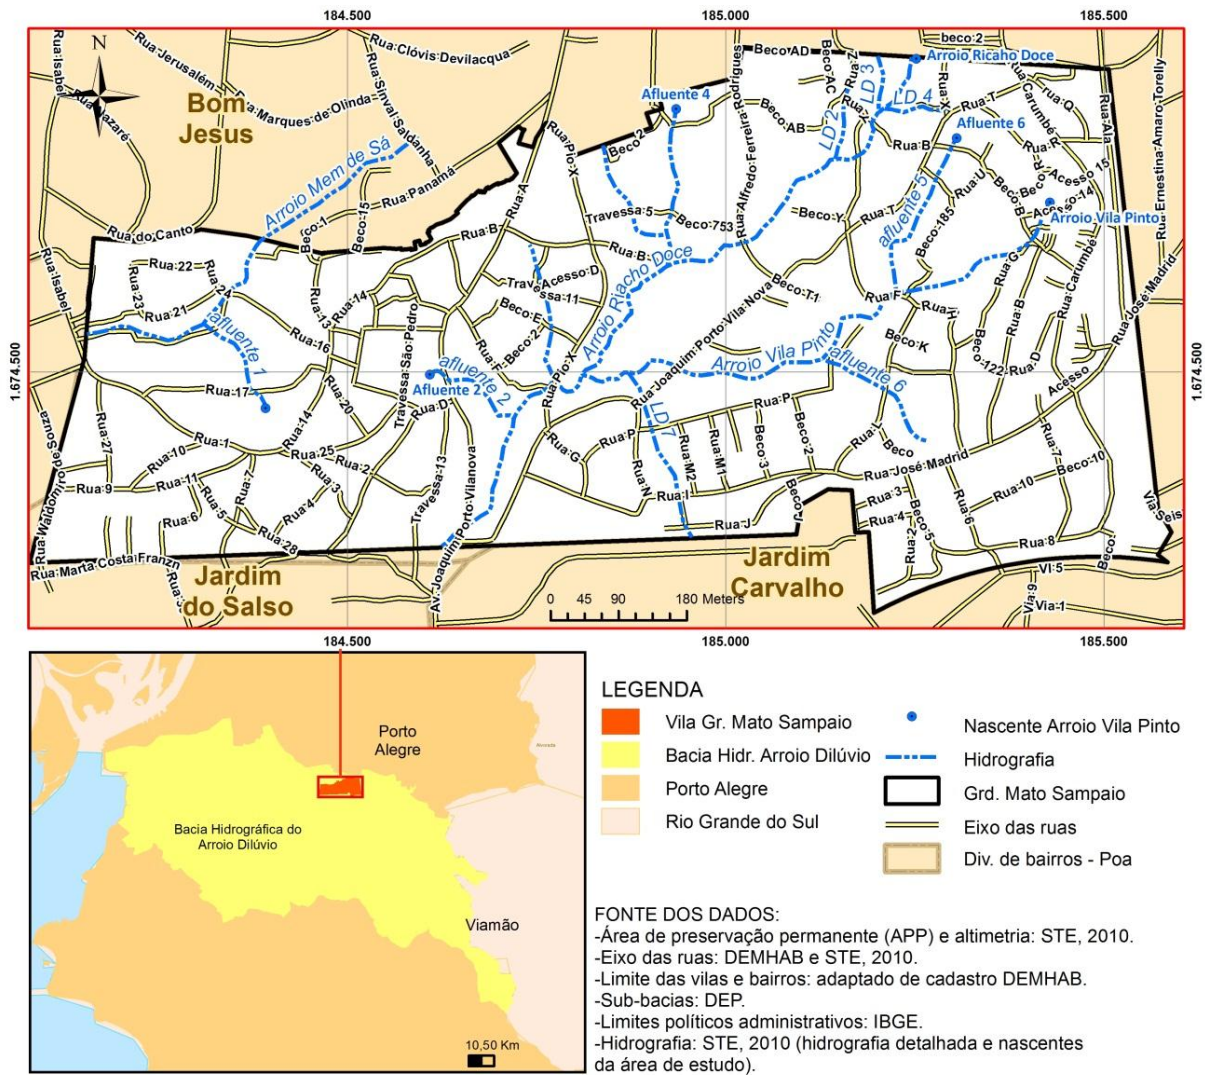 184.500
185.000
185.500
N
Rua Isabel
Rua Nazaré
Rua Jerusalém
Rua Marques de Olinda
Rua Clóvis Devilacqua
Rua Sinval Saldanha
Bom
Jesus
Arroio Mem de Sá
Rua Panamá
Beco 15
Beco 1
Rua do Canto
Rua Isabel
Rua 22
Rua 23
Rua 24
Rua 21
Rua 13
Rua 14
Rua 16
afluente 1
Rua 17
Rua 20
Rua 14
Rua 1
Rua 27
Rua 10
Rua 25
Rua 2
Rua 9
Rua 11
Rua 7
Rua 3
Rua 4
Rua 5
Rua 6
Rua 28
Rua Marta Costa Franzn
Jardim
do Salso
Rua A
Rua B
Rua Pio X
Beco 2
Afluente 4
Travessa 5
Beco 753
Rua B
Acesso D
Travessa 11
Beco E
Beco 2
Rua F
Travessa São Pedro
Afluente 2
afluente 2
Rua D
Travessa 13
Av. Joaquim Porto Vilanova
Rua Pio X
Arroio Riacho Doce
Rua Alfredo Ferreira Rodrigues
Beco AD
Beco AC
Beco AB
Rua Z
Rua Z
LD 2
LD 3
LD 4
beco 2
Arroio Ricaho Doce
Rua X
Rua T
Rua Carumbé
Rua Q
Rua Ala
Rua Ernestina Amaro Torelly
Afluente 6
Rua B
Rua U
Rua R
Acesso 15
Acesso 14
Arroio Vila Pinto
Beco Y
Rua T
afluente 5
Beco 185
Rua G
Rua B
Rua Carumbé
Rua José Madrid
Beco T1
Rua F
Rua H
Beco K
Beco 122
Rua D
Acesso
Rua Joaquim Porto Vila Nova
Arroio Vila Pinto
afluente 6
LD 7
Rua P
Rua P
Rua G
Rua N
Rua M2
Rua M1
Beco 3
Beco 2
Rua I
Rua J
Beco J
Rua L
Beco
Rua José Madrid
Rua 7
Beco 10
Rua 10
Rua 3
Rua 4
Rua 2
Beco 5
Rua 6
Rua 8
Beco
VI 5
Via 9
Via 1
Jardim
Carvalho
0 45 90 180 Meters
1.674.500
1.674.500
184.500
185.000
185.500
Porto
Alegre
Bacia Hidrográfica do
Arroio Dilúvio
Viamão
10,50 Km
LEGENDA
Vila Gr. Mato Sampaio
Bacia Hidr. Arroio Dilúvio
Porto Alegre
Rio Grande do Sul
Nascente Arroio Vila Pinto
Hidrografia
Grd. Mato Sampaio
Eixo das ruas
Div. de bairros - Poa
FONTE DOS DADOS:
-Área de preservação permanente (APP) e altimetria: STE, 2010.
-Eixo das ruas: DEMHAB e STE, 2010.
-Limite das vilas e bairros: adaptado de cadastro DEMHAB.
-Sub-bacias: DEP.
-Limites políticos administrativos: IBGE.
-Hidrografia: STE, 2010 (hidrografia detalhada e nascentes
da área de estudo).